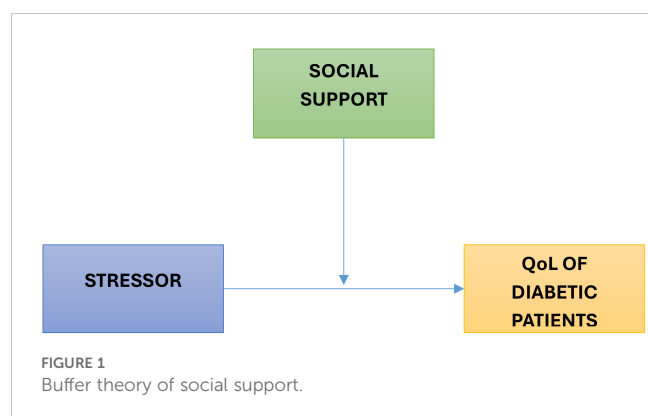 SOCIAL
SUPPORT
STRESSOR
QoL OF
DIABETIC
PATIENTS
FIGURE 1
Buffer theory of social support.